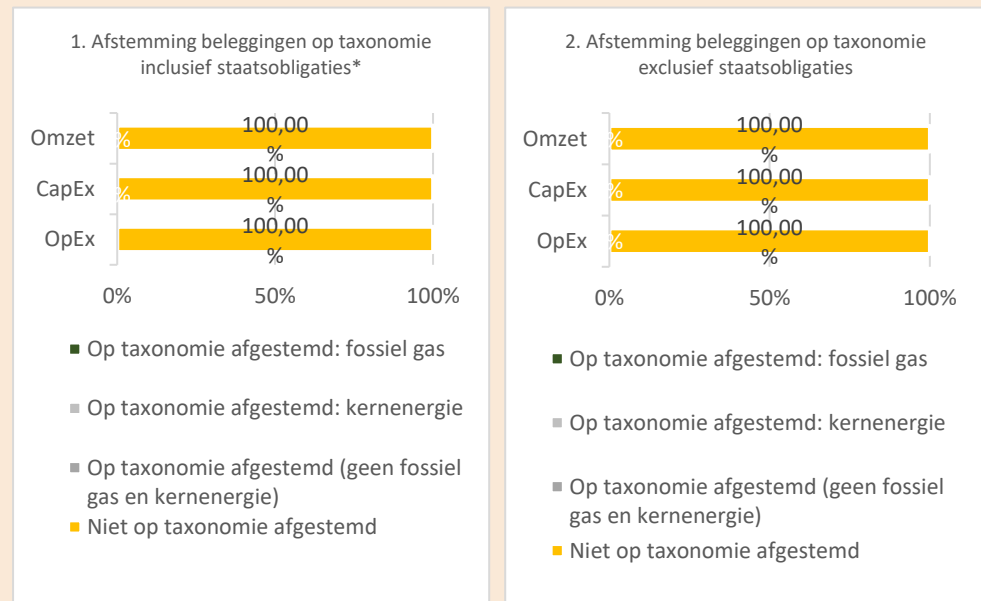 1. Afstemming beleggingen op taxonomie
inclusief staatsobligaties*
Omzet
%
100,00
%
CapEx
%
100,00
%
OpEx
100,00
%
0%
50%
100%
Op taxonomie afgestemd: fossiel gas
Op taxonomie afgestemd: kernenergie
Op taxonomie afgestemd (geen fossiel
gas en kernenergie)
Niet op taxonomie afgestemd
2. Afstemming beleggingen op taxonomie
exclusief staatsobligaties
Omzet
%
100,00
%
CapEx
%
100,00
%
OpEx
%
100,00
%
0%
50%
100%
Op taxonomie afgestemd: fossiel gas
Op taxonomie afgestemd: kernenergie
Op taxonomie afgestemd (geen fossiel
gas en kernenergie)
Niet op taxonomie afgestemd